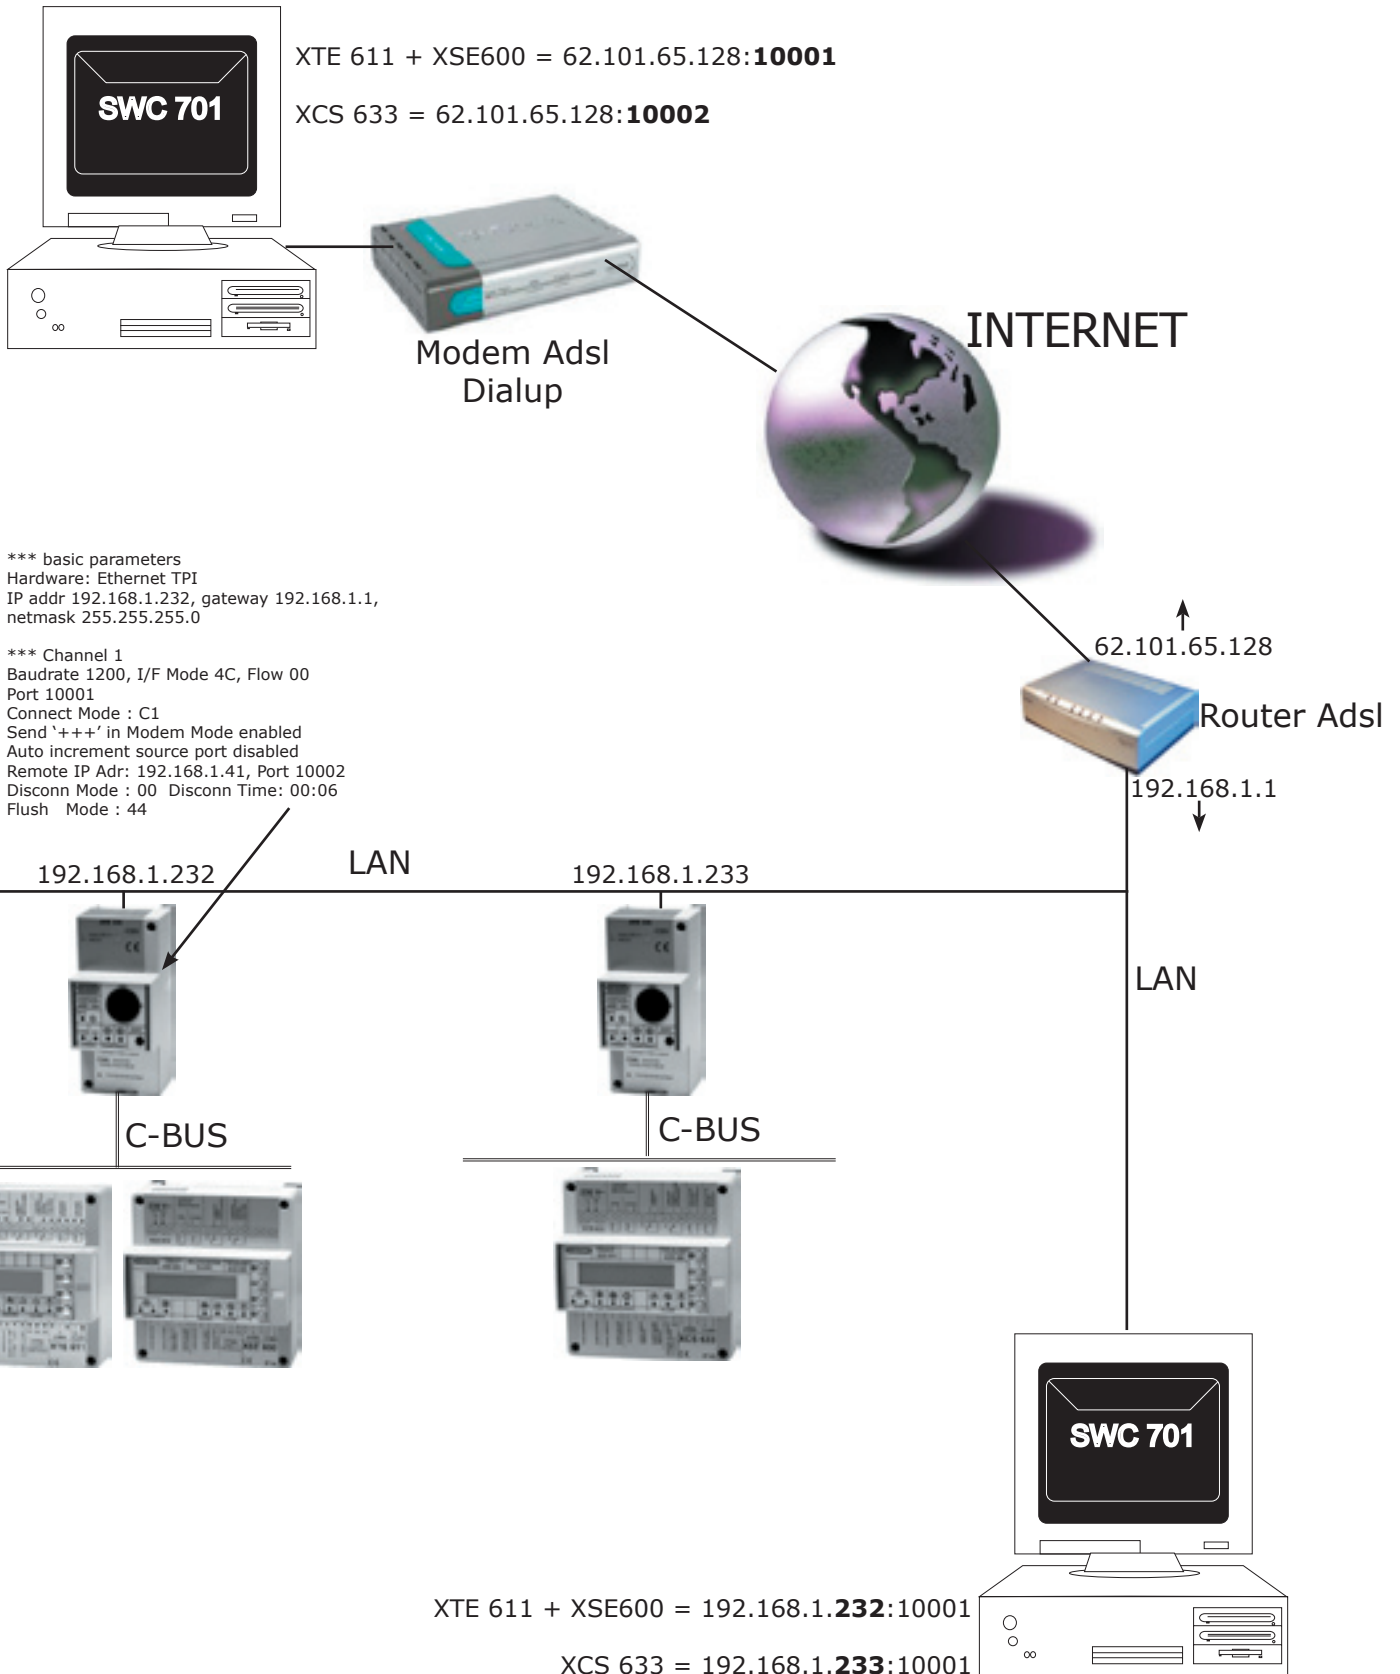 XTE 611 + XSE600 = 62.101.65.128:10001
SWC 701
XCS 633 = 62.101.65.128:10002
INTERNET
Modem Adsl
Dialup
*** basic parameters
Hardware: Ethernet TPI
IP addr 192.168.1.232, gateway 192.168.1.1,
netmask 255.255.255.0
*** Channel 1
Baudrate 1200, I/F Mode 4C, Flow 00
Port 10001
Connect Mode : C1
Send ‘+++’ in Modem Mode enabled
Auto increment source port disabled
Remote IP Adr: 192.168.1.41, Port 10002
Disconn Mode : 00  Disconn Time: 00:06
Flush   Mode : 44
62.101.65.128
Router Adsl
192.168.1.1
192.168.1.232
LAN
192.168.1.233
LAN
C-BUS
C-BUS
XTE 611
XSE 600
XCS 633
SWC 701
XTE 611 + XSE600 = 192.168.1.232:10001
XCS 633 = 192.168.1.233:10001